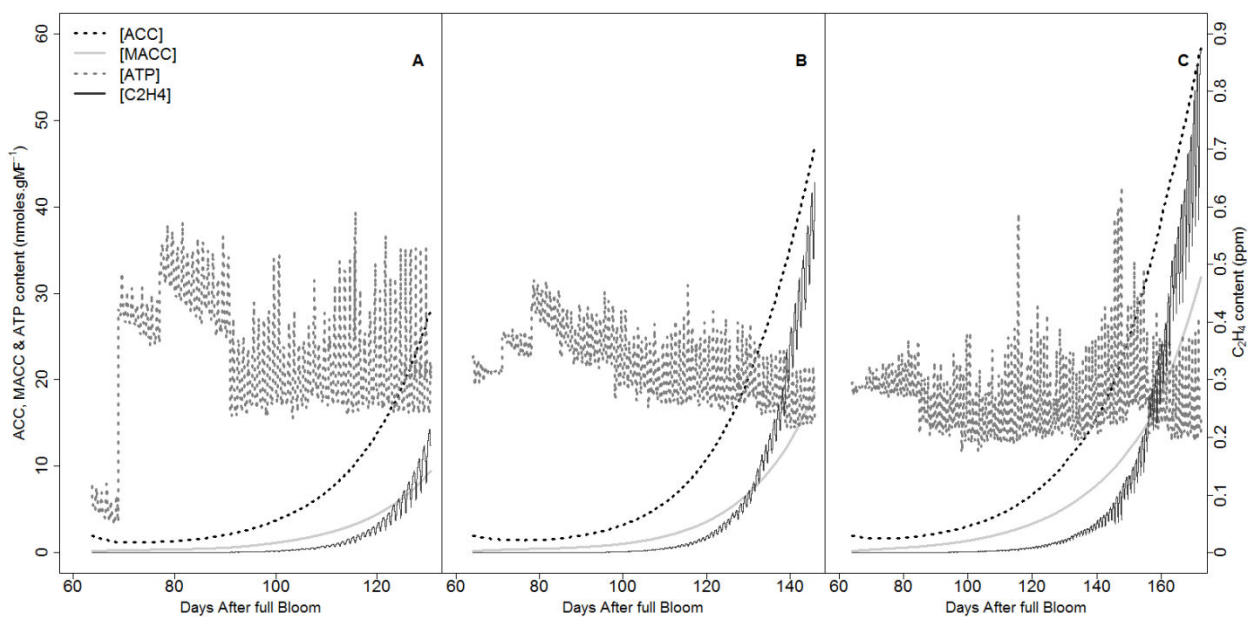 [ACC]
[MACC]
[ATP]
[C2H4]
A
B
C
ACC, MACC & ATP content (nmoles.gMF⁻¹)
0
10
20
30
40
50
60
C₂H₄ content (ppm)
0
0.1
0.2
0.3
0.4
0.5
0.6
0.7
0.8
0.9
60 80 100 120
60 80 100 120 140
60 80 100 120 140 160
Days After full Bloom
Days After full Bloom
Days After full Bloom